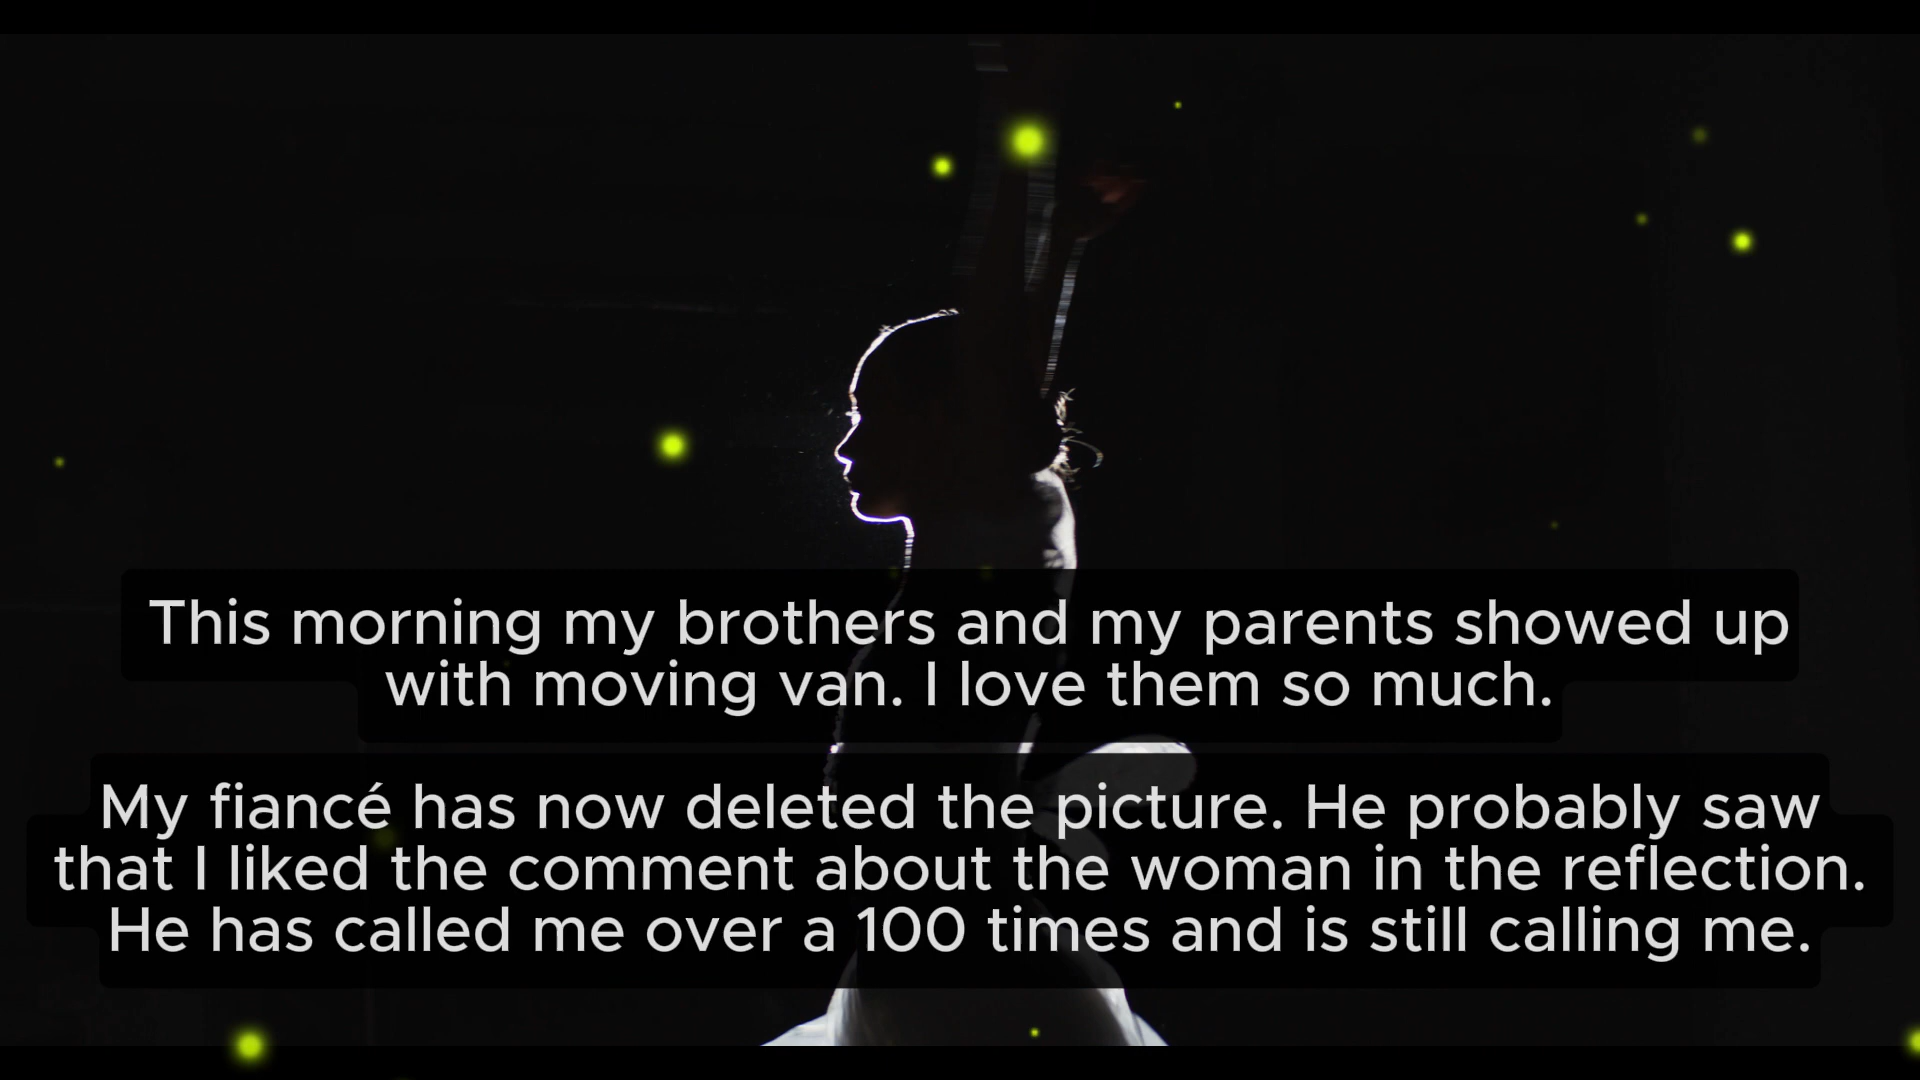 This morning my brothers and my parents showed up
with moving van. I love them so much.
My fiancé has now deleted the picture. He probably saw
that I liked the comment about the woman in the reflection.
He has called me over a 100 times and is still calling me.